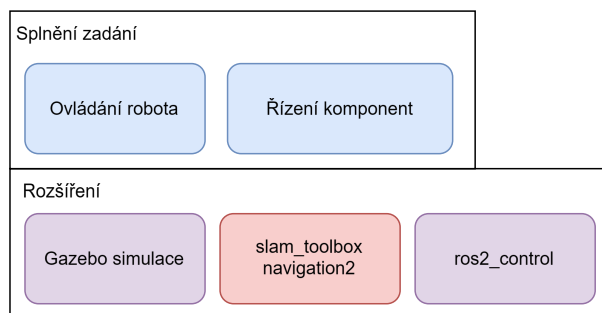 Splnění zadání
Ovládání robota
Řízení komponent
Rozšíření
Gazebo simulace
slam_toolbox
navigation2
ros2_control